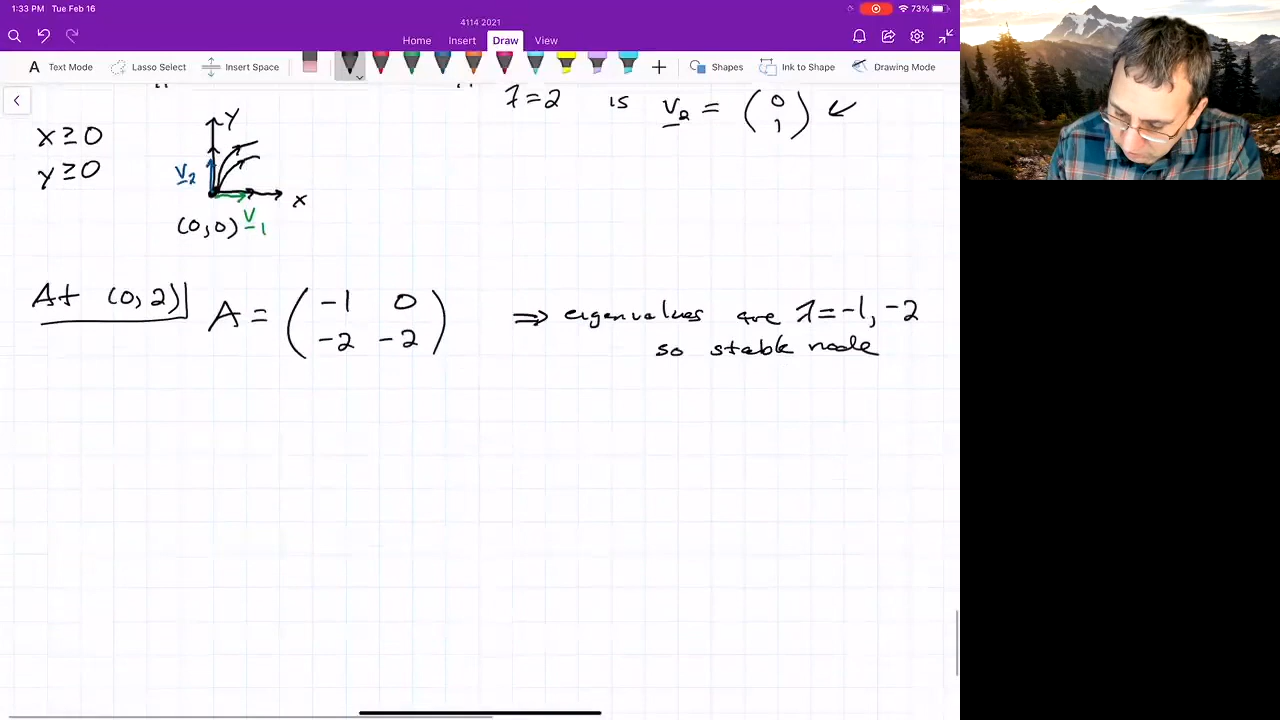 1:33 PM Tue Feb 16
73%
4114 2021
Home Insert Draw View
Text Mode Lasso Select Insert Space Shapes Ink to Shape Drawing Mode
λ=2 is v₂ = (0 1) ↙
x≥0
y≥0
y
v₂
x
(0,0) v₁
At (0,2) A = (-1 0 -2 -2) ⇒ eigenvalues are λ=-1, -2
so stable node